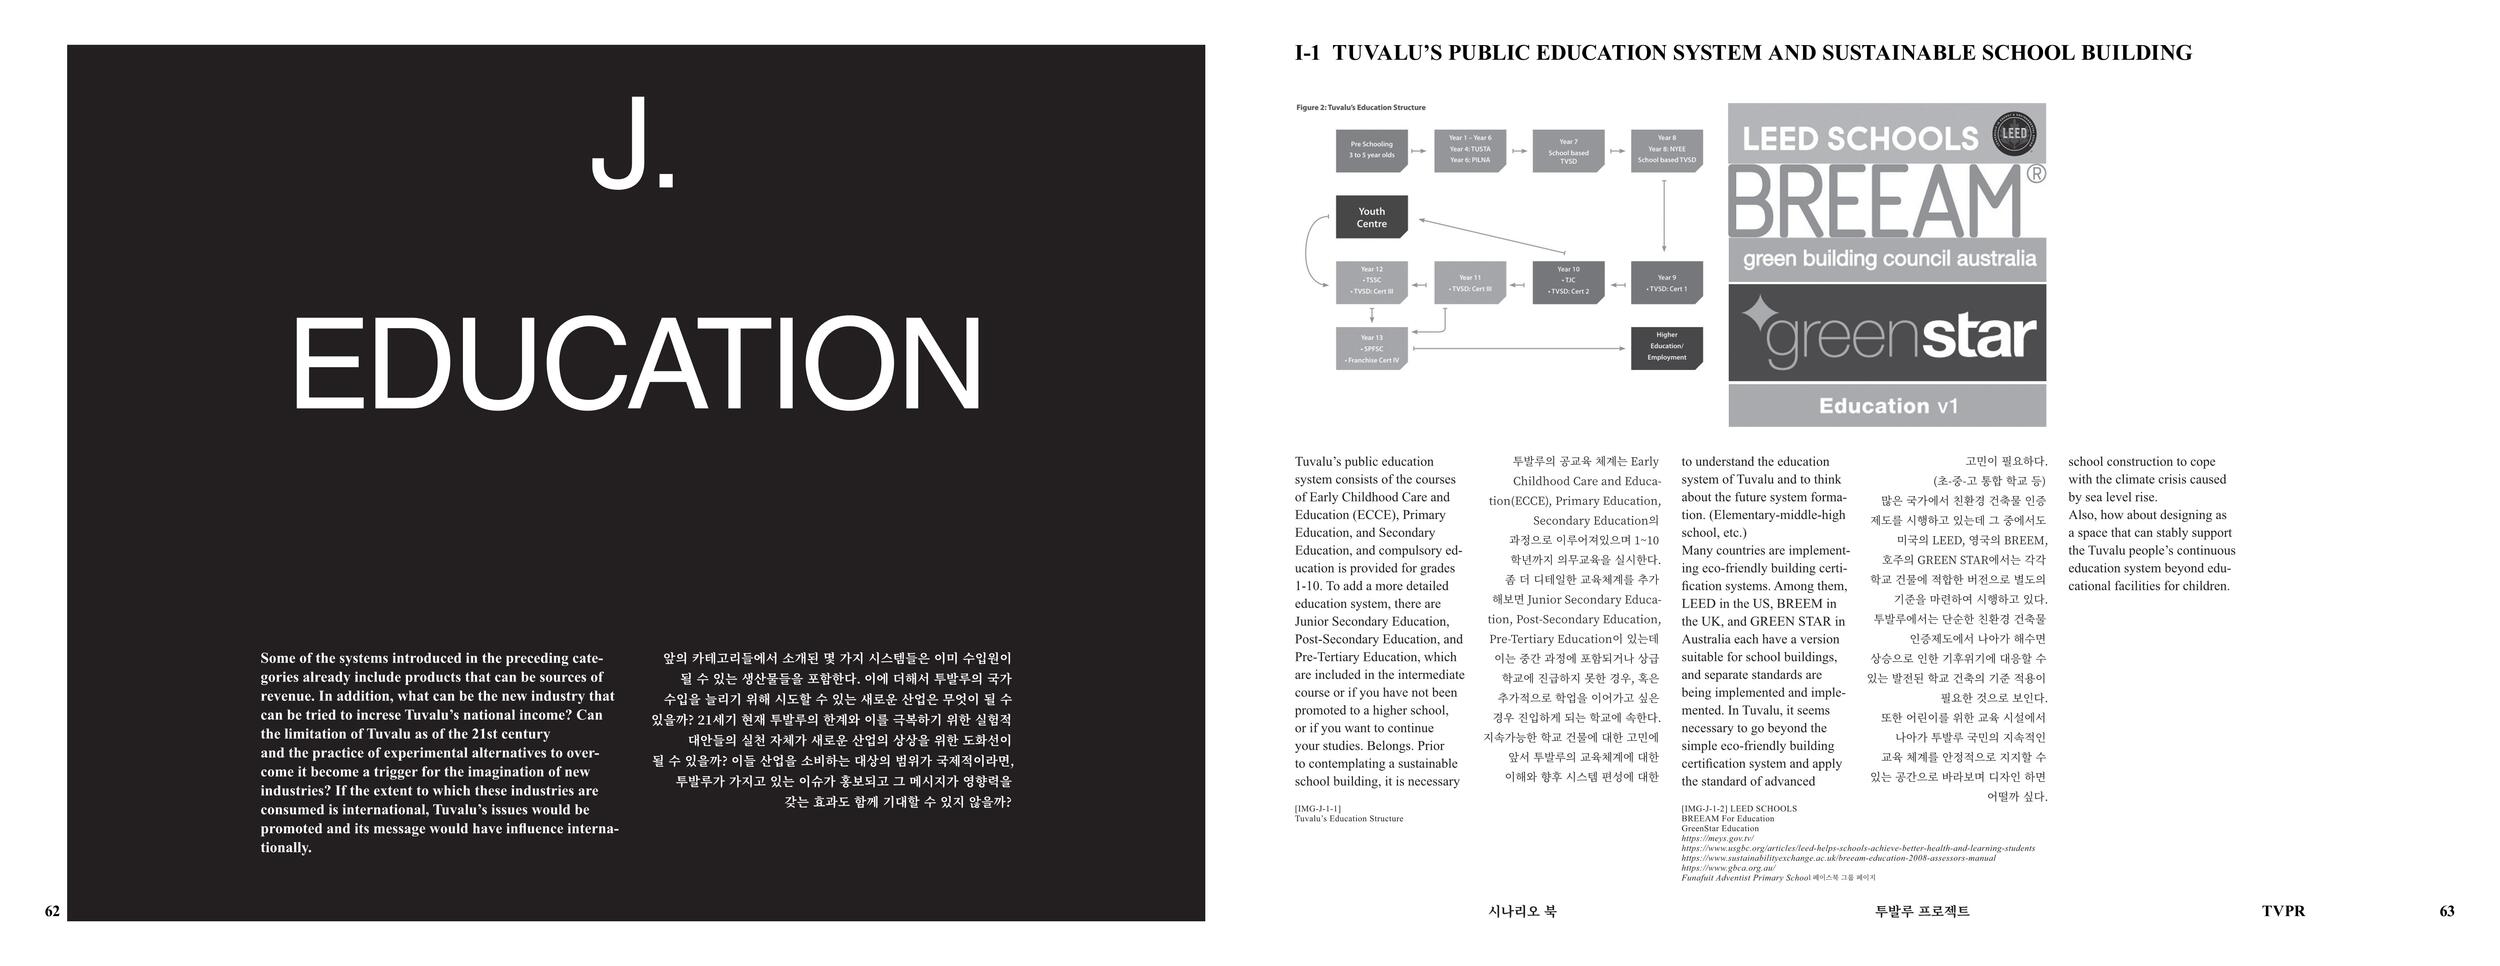 J.
EDUCATION
Some of the systems introduced in the preceding cate-
gories already include products that can be sources of
revenue. In addition, what can be the new industry that
can be tried to increse Tuvalu's national income? Can
the limitation of Tuvalu as of the 21st century
and the practice of experimental alternatives to over-
come it become a trigger for the imagination of new
industries? If the extent to which these industries are
consumed is international, Tuvalu's issues would be
promoted and its message would have influence interna-
tionally.
앞의 카테고리들에서 소개된 몇 가지 시스템들은 이미 수입원이
될 수 있는 생산물들을 포함한다. 이에 더해서 투발루의 국가
수입을 늘리기 위해 시도할 수 있는 새로운 산업은 무엇이 될 수
있을까? 21세기 현재 투발루의 한계와 이를 극복하기 위한 실험적
대안들의 실천 자체가 새로운 산업의 상상을 위한 도화선이
될 수 있을까? 이들 산업을 소비하는 대상의 범위가 국제적이라면,
투발루가 가지고 있는 이슈가 홍보되고 그 메시지가 영향력을
갖는 효과도 함께 기대할 수 있지 않을까?
62
I-1 TUVALU'S PUBLIC EDUCATION SYSTEM AND SUSTAINABLE SCHOOL BUILDING
Figure 2: Tuvalu's Education Structure
Pre Schooling
3 to 5 year olds
Year 1 – Year 6
Year 4: TUSTA
Year 6: PILNA
Year 7
School based
TVSD
Year 8
Year 8: NYEE
School based TVSD
Youth
Centre
Year 12
• TSSC
• TVSD: Cert III
Year 11
• TVSD: Cert III
Year 10
• TJC
• TVSD: Cert 2
Year 9
• TVSD: Cert 1
Year 13
• SPFSC
• Franchise Cert IV
Higher
Education/
Employment
LEED SCHOOLS
LEED
BREEAM®
green building council australia
greenstar
Education v1
Tuvalu's public education
system consists of the courses
of Early Childhood Care and
Education (ECCE), Primary
Education, and Secondary
Education, and compulsory ed-
ucation is provided for grades
1-10. To add a more detailed
education system, there are
Junior Secondary Education,
Post-Secondary Education, and
Pre-Tertiary Education, which
are included in the intermediate
course or if you have not been
promoted to a higher school,
or if you want to continue
your studies. Belongs. Prior
to contemplating a sustainable
school building, it is necessary
투발루의 공교육 체계는 Early
Childhood Care and Educa-
tion(ECCE), Primary Education,
Secondary Education의
과정으로 이루어져있으며 1~10
학년까지 의무교육을 실시한다.
좀 더 디테일한 교육체계를 추가
해보면 Junior Secondary Educa-
tion, Post-Secondary Education,
Pre-Tertiary Education이 있는데
이는 중간 과정에 포함되거나 상급
학교에 진급하지 못한 경우, 혹은
추가적으로 학업을 이어가고 싶은
경우 진입하게 되는 학교에 속한다.
지속가능한 학교 건물에 대한 고민에
앞서 투발루의 교육체계에 대한
이해와 향후 시스템 편성에 대한
to understand the education
system of Tuvalu and to think
about the future system forma-
tion. (Elementary-middle-high
school, etc.)
Many countries are implement-
ing eco-friendly building certi-
fication systems. Among them,
LEED in the US, BREEM in
the UK, and GREEN STAR in
Australia each have a version
suitable for school buildings,
and separate standards are
being implemented and imple-
mented. In Tuvalu, it seems
necessary to go beyond the
simple eco-friendly building
certification system and apply
the standard of advanced
고민이 필요하다.
(초-중-고 통합 학교 등)
많은 국가에서 친환경 건축물 인증
제도를 시행하고 있는데 그 중에서도
미국의 LEED, 영국의 BREEM,
호주의 GREEN STAR에서는 각각
학교 건물에 적합한 버전으로 별도의
기준을 마련하여 시행하고 있다.
투발루에서는 단순한 친환경 건축물
인증제도에서 나아가 해수면
상승으로 인한 기후위기에 대응할 수
있는 발전된 학교 건축의 기준 적용이
필요한 것으로 보인다.
또한 어린이를 위한 교육 시설에서
나아가 투발루 국민의 지속적인
교육 체계를 안정적으로 지지할 수
있는 공간으로 바라보며 디자인 하면
어떨까 싶다.
school construction to cope
with the climate crisis caused
by sea level rise.
Also, how about designing as
a space that can stably support
the Tuvalu people's continuous
education system beyond edu-
cational facilities for children.
[IMG-J-1-1]
Tuvalu's Education Structure
[IMG-J-1-2] LEED SCHOOLS
BREEAM For Education
GreenStar Education
https://meys.gov.tv/
https://www.usgbc.org/articles/leed-helps-schools-achieve-better-health-and-learning-students
https://www.sustainabilityexchange.ac.uk/breeam-education-2008-assessors-manual
https://www.gbca.org.au/
Funafuit Adventist Primary School 페이스북 그룹 페이지
시나리오 북
투발루 프로젝트
TVPR
63